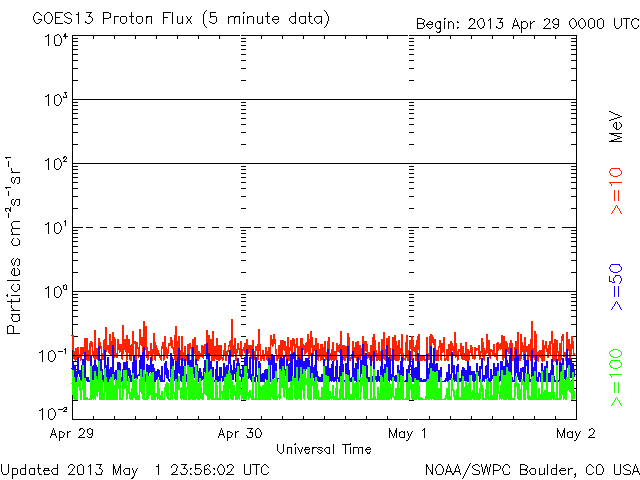 GOES13 Proton Flux (5 minute data)
Begin: 2013 Apr 29 0000 UTC
10⁴
10³
10²
10¹
10⁰
10⁻¹
10⁻²
Particles cm⁻²s⁻¹sr⁻¹
MeV
>=10
>=50
>=100
Apr 29
Apr 30
May 1
May 2
Universal Time
Updated 2013 May 1 23:56:02 UTC
NOAA/SWPC Boulder, CO USA